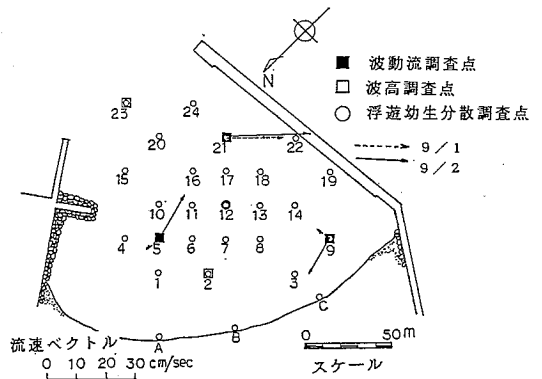 N
■ 波動流調査点
□ 波高調査点
○ 浮遊幼生分散調査点
9/1
9/2
23 24
20 21 22
15 16 17 18 19
10 11 12 13 14
4 5 6 7 8 9
1 2 3
C
B
A
流速ベクトル
0 10 20 30 cm/sec
0 50 m
スケール